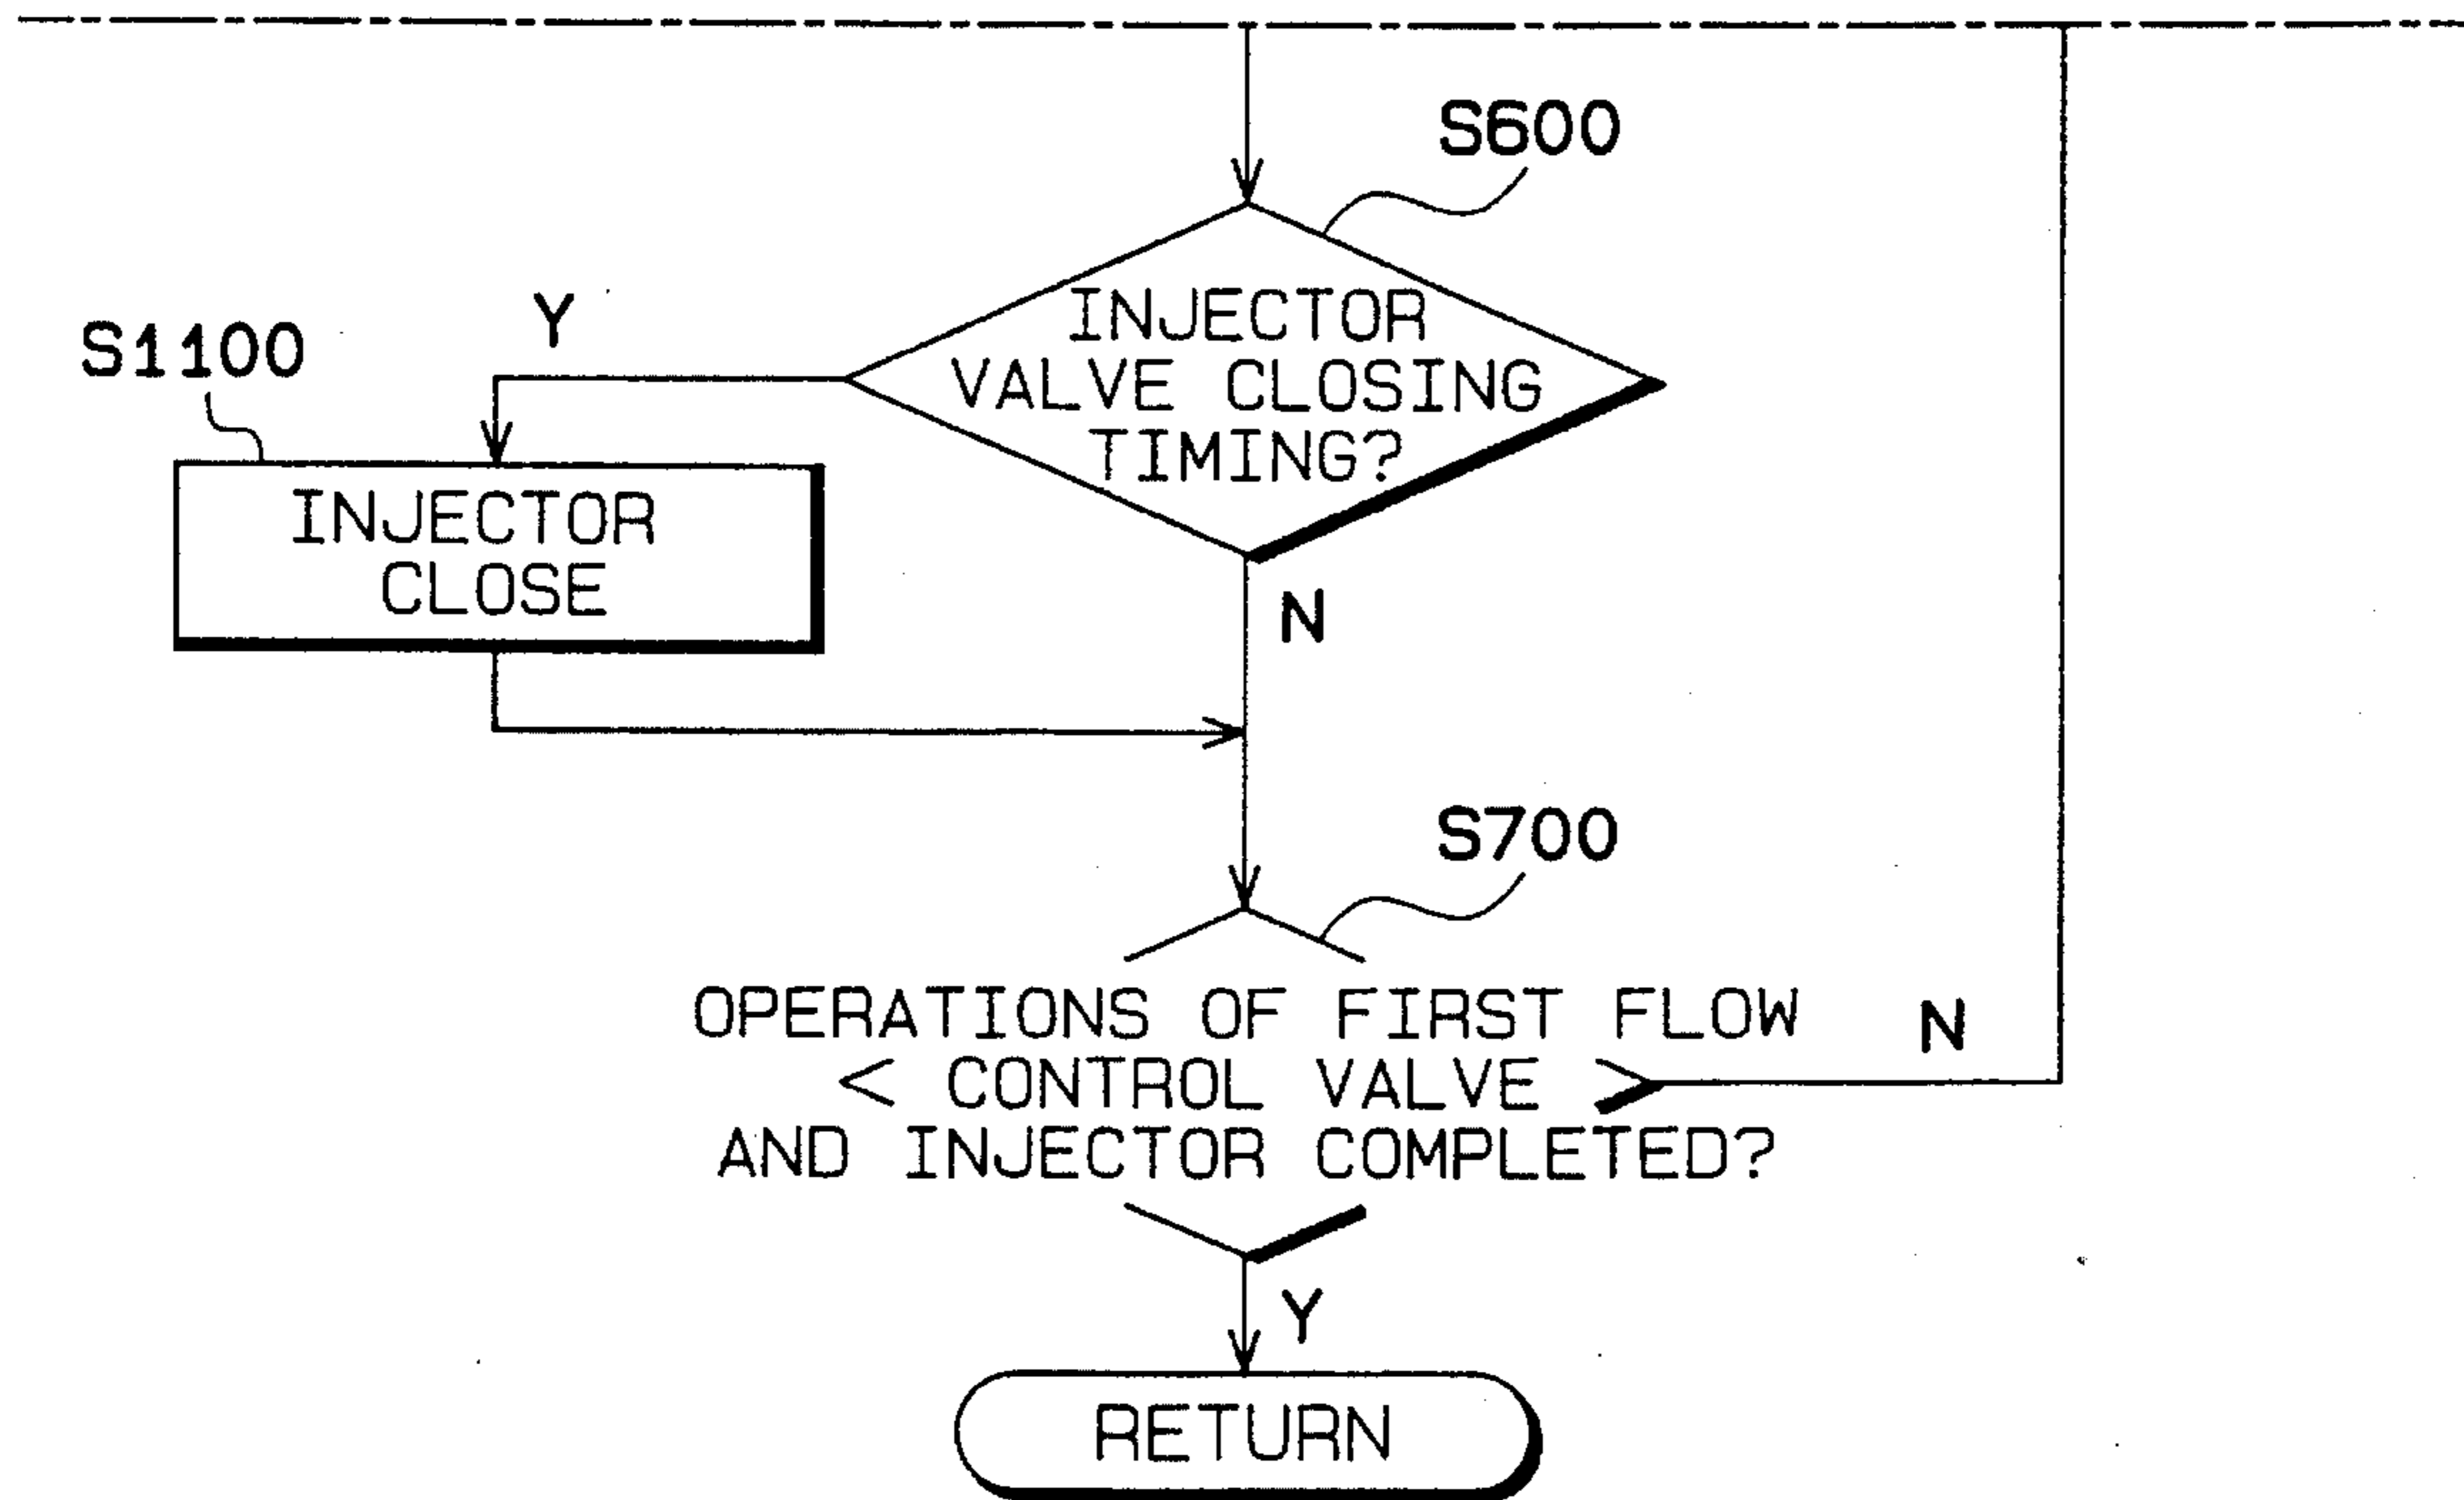 S600
INJECTOR
VALVE CLOSING
TIMING?
Y
S1100
INJECTOR
CLOSE
N
S700
OPERATIONS OF FIRST FLOW
CONTROL VALVE
AND INJECTOR COMPLETED?
N
Y
RETURN